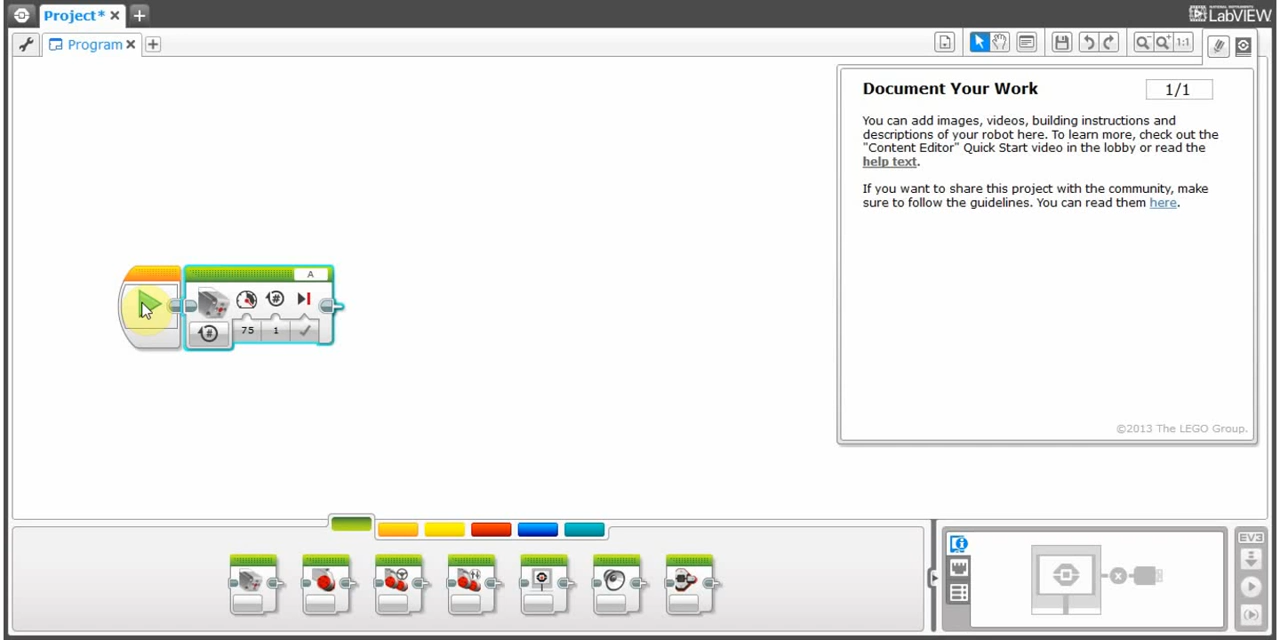 Project*
LabVIEW
Program
1:1
Document Your Work
1/1
You can add images, videos, building instructions and
descriptions of your robot here. To learn more, check out the
"Content Editor" Quick Start video in the lobby or read the
help text.
If you want to share this project with the community, make
sure to follow the guidelines. You can read them here.
A
#
#
75
1
©2013 The LEGO Group.
EV3